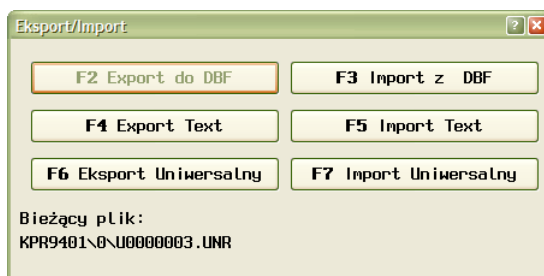 Eksport/Import
F2 Export do DBF
F3 Import z DBF
F4 Export Text
F5 Import Text
F6 Eksport Uniwersalny
F7 Import Uniwersalny
Bieżący plik:
KPR9401\0\U0000003.UNR